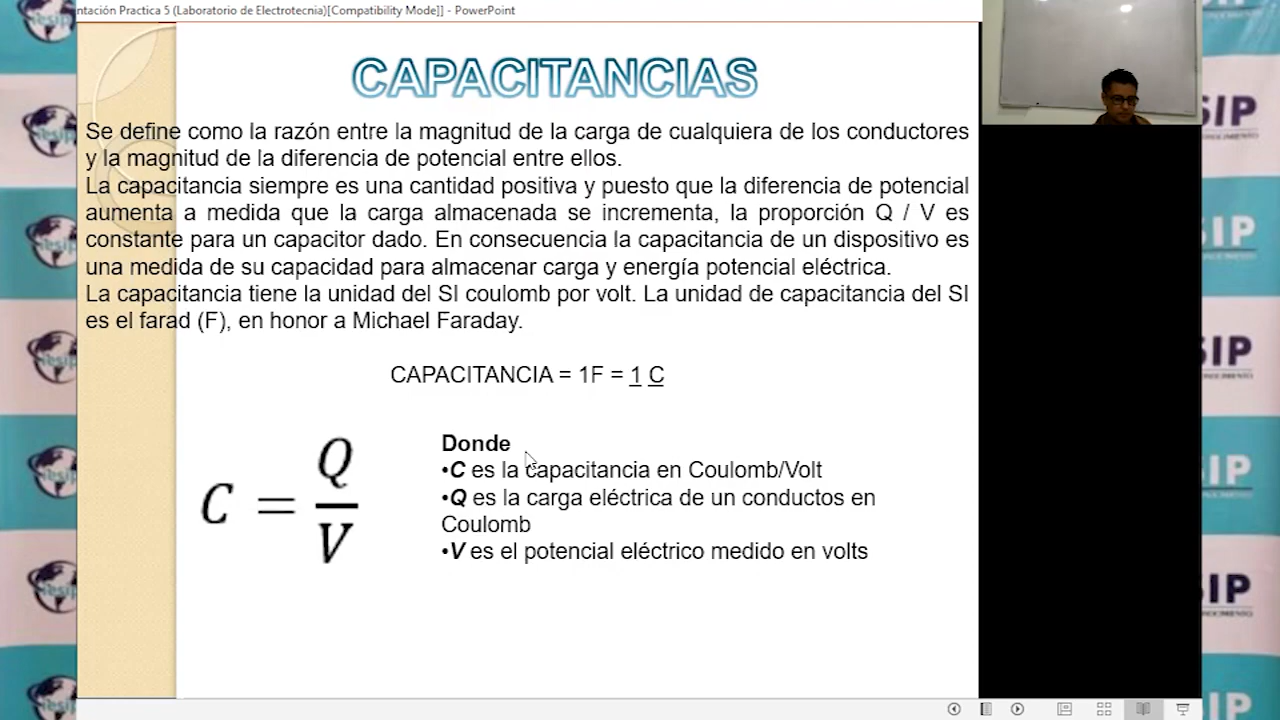 ntación Practica 5 (Laboratorio de Electrotecnia)[Compatibility Mode]] - PowerPoint
CAPACITANCIAS
Se define como la razón entre la magnitud de la carga de cualquiera de los conductores
y la magnitud de la diferencia de potencial entre ellos.
La capacitancia siempre es una cantidad positiva y puesto que la diferencia de potencial
aumenta a medida que la carga almacenada se incrementa, la proporción Q / V es
constante para un capacitor dado. En consecuencia la capacitancia de un dispositivo es
una medida de su capacidad para almacenar carga y energía potencial eléctrica.
La capacitancia tiene la unidad del SI coulomb por volt. La unidad de capacitancia del SI
es el farad (F), en honor a Michael Faraday.
CAPACITANCIA = 1F = 1 C
C = Q
V
Donde
•C es la capacitancia en Coulomb/Volt
•Q es la carga eléctrica de un conductos en
Coulomb
•V es el potencial eléctrico medido en volts
SIP
SIP
SIP
SIP